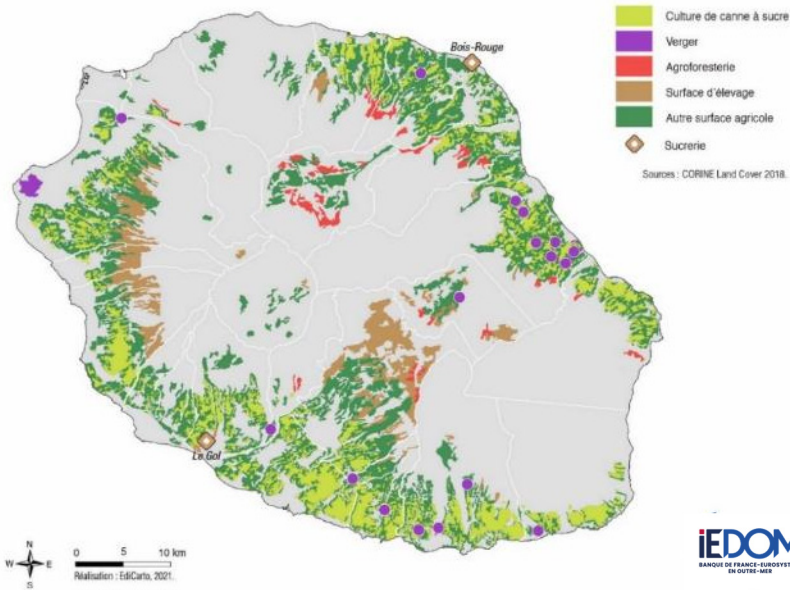 Culture de canne à sucre
Verger
Agroforesterie
Surface d'élevage
Autre surface agricole
Sucrerie
Sources : CORINE Land Cover 2018.
Bois-Rouge
Le Gol
N
W E
S
0 5 10 km
Réalisation : EdiCarto, 2021.
iEDOM
BANQUE DE FRANCE-EUROSYST
EN OUTRE-MER